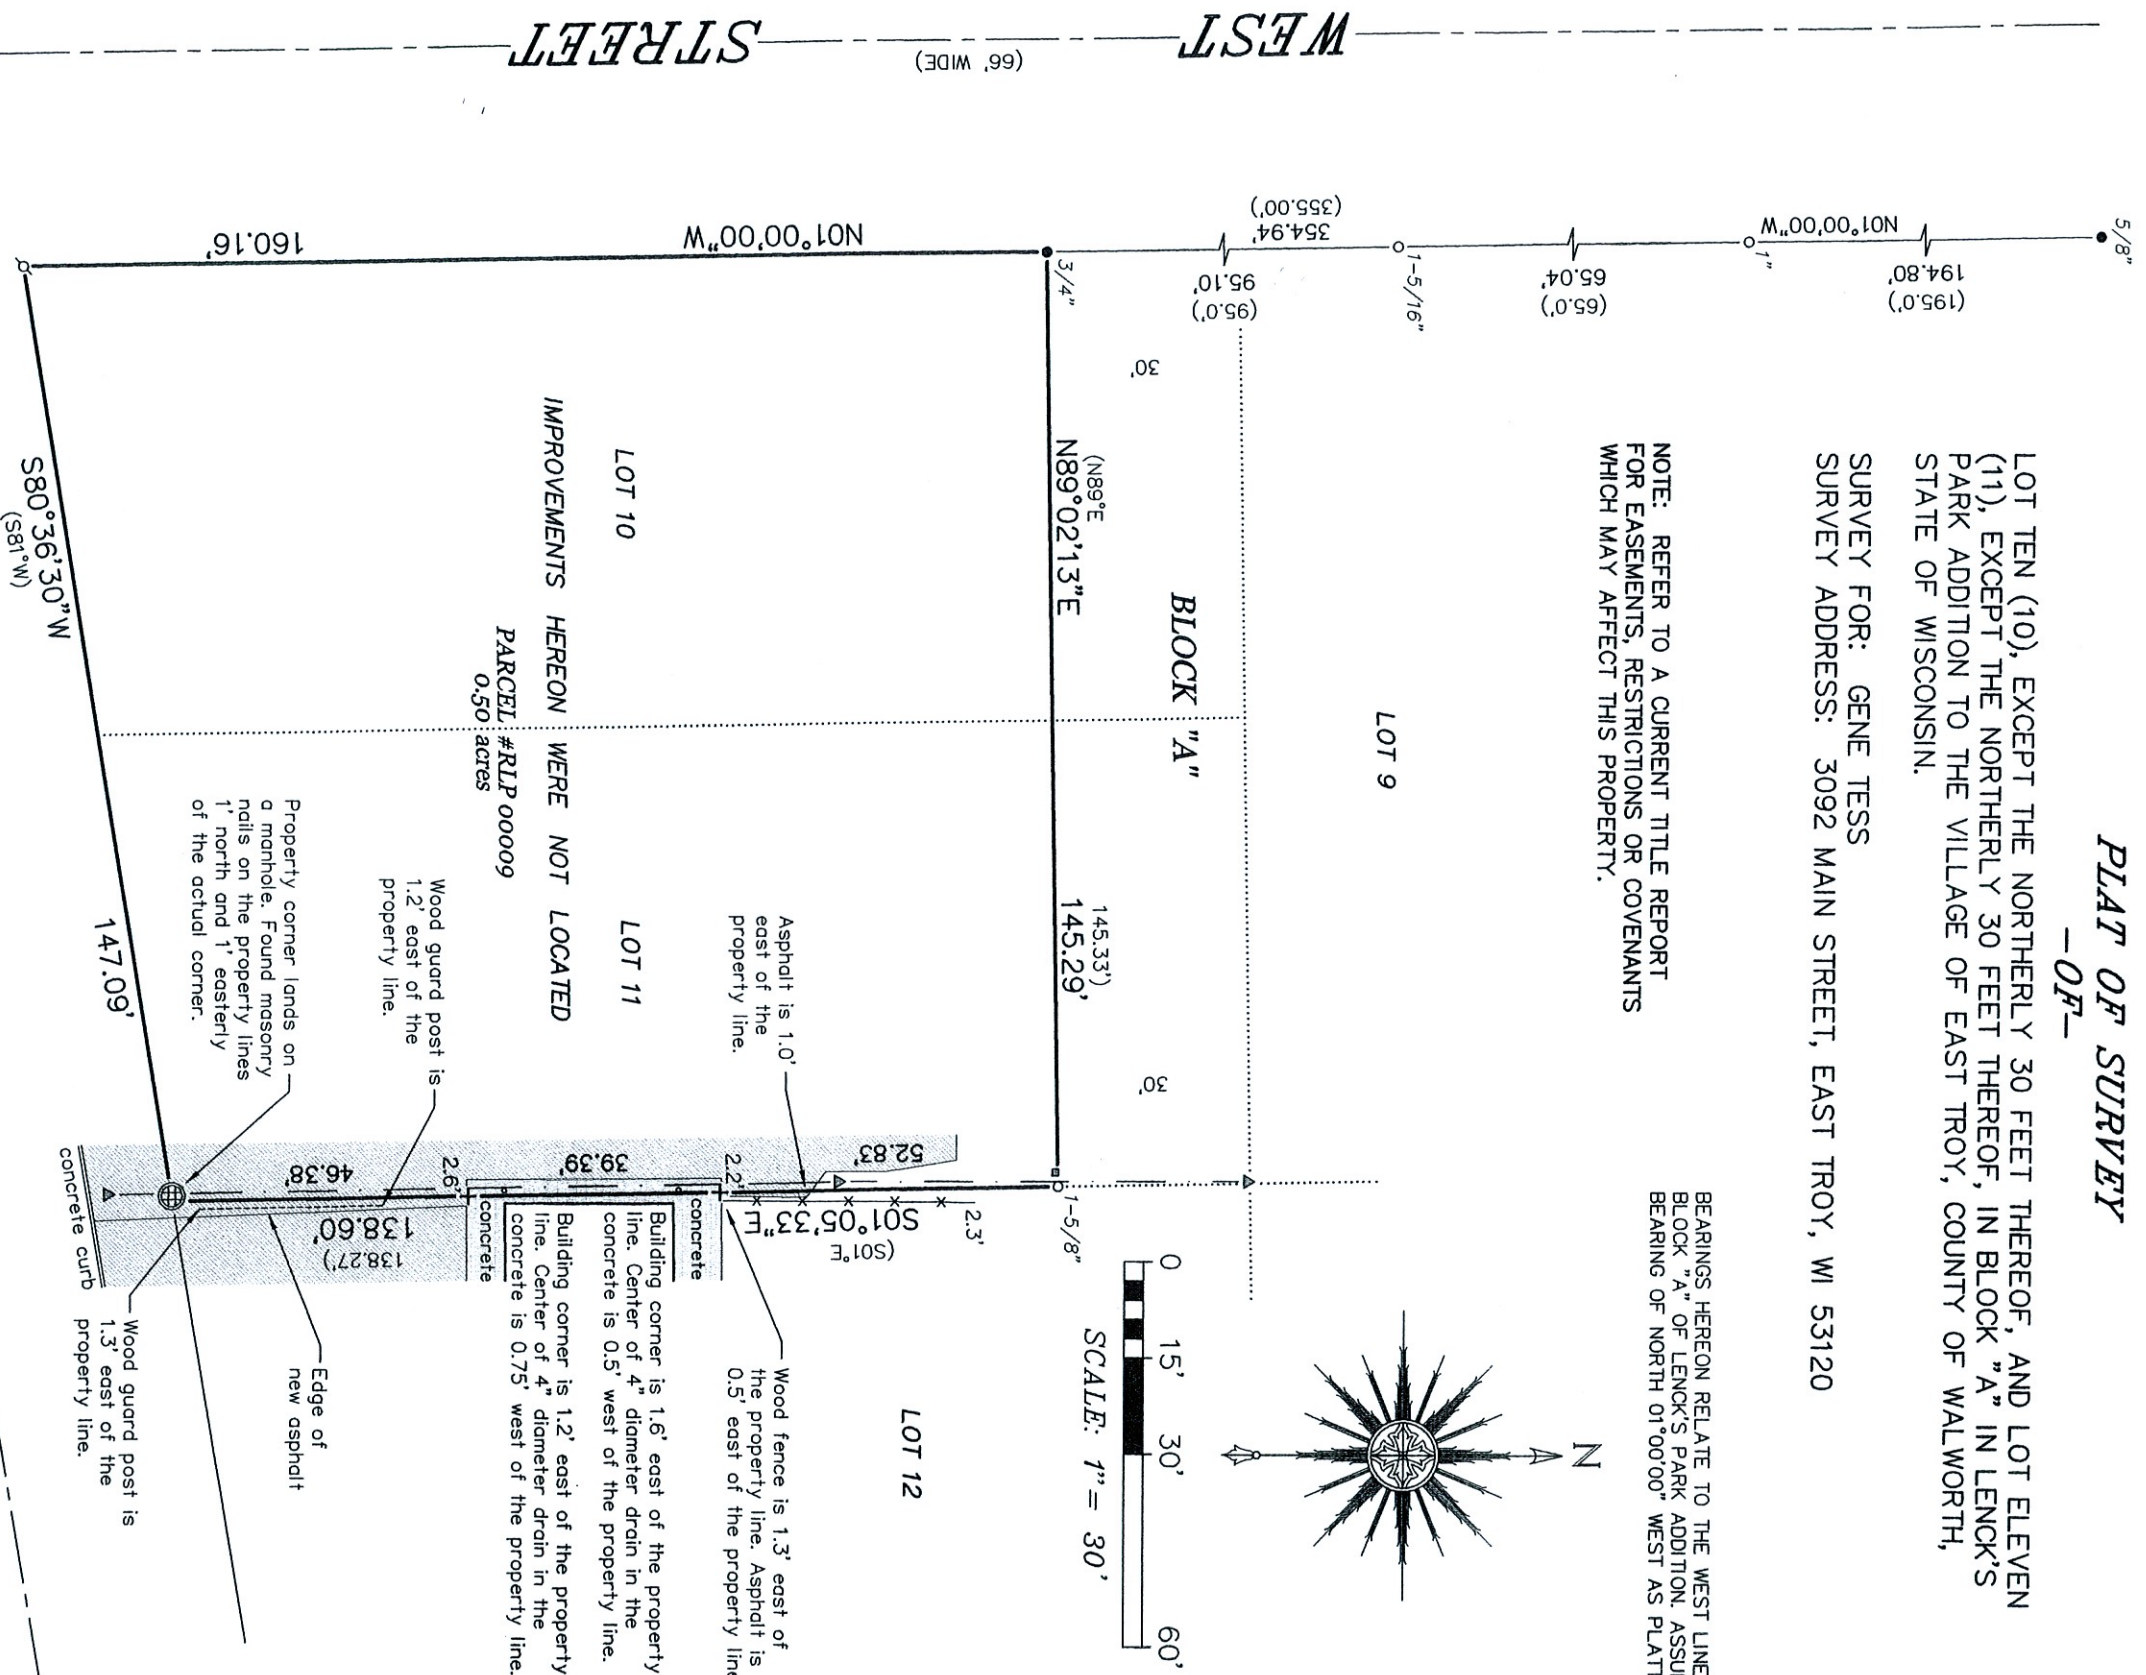 PLAT OF SURVEY
—OF—
LOT TEN (10), EXCEPT THE NORTHERLY 30 FEET THEREOF, AND LOT ELEVEN
(11), EXCEPT THE NORTHERLY 30 FEET THEREOF, IN BLOCK "A" IN LENCK'S
PARK ADDITION TO THE VILLAGE OF EAST TROY, COUNTY OF WALWORTH,
STATE OF WISCONSIN.
SURVEY FOR: GENE TESS
SURVEY ADDRESS: 3092 MAIN STREET, EAST TROY, WI 53120
NOTE: REFER TO A CURRENT TITLE REPORT
FOR EASEMENTS, RESTRICTIONS OR COVENANTS
WHICH MAY AFFECT THIS PROPERTY.
BEARINGS HEREON RELATE TO THE WEST LINE
BLOCK "A" OF LENCK'S PARK ADDITION. ASSU
BEARING OF NORTH 01°00'00" WEST AS PLAT
N
0 15' 30' 60'
SCALE: 1"= 30'
WEST
(66' WIDE)
STREET
5/8"
(195.0')
194.80'
N01°00'00"W
1"
(65.0')
65.04'
1-5/16"
354.94'
(355.00')
(95.0')
95.10'
3/4"
N01°00'00"W
160.16'
LOT 9
30'
BLOCK "A"
30'
(N89°E
N89°02'13"E
145.33')
145.29'
1-5/8"
LOT 10
LOT 11
LOT 12
IMPROVEMENTS HEREON WERE NOT LOCATED
PARCEL #RLP 00009
0.50 acres
Asphalt is 1.0'
east of the
property line.
52.83'
2.3'
S01°05'33"E
(S01°E
2.2'
concrete
39.39'
2.6'
concrete
46.38'
138.60'
138.27')
Wood fence is 1.3' east of
the property line. Asphalt is
0.5' east of the property lin
Building corner is 1.6' east of the property
line. Center of 4" diameter drain in the
concrete is 0.5' west of the property line.
Building corner is 1.2' east of the property
line. Center of 4" diameter drain in the
concrete is 0.75' west of the property line.
Wood guard post is
1.2' east of the
property line.
Property corner lands on
a manhole. Found masonry
nails on the property lines
1' north and 1' easterly
of the actual corner.
Edge of
new asphalt
Wood guard post is
1.3' east of the
property line.
concrete curb
S80°36'30"W
(S81°W)
147.09'